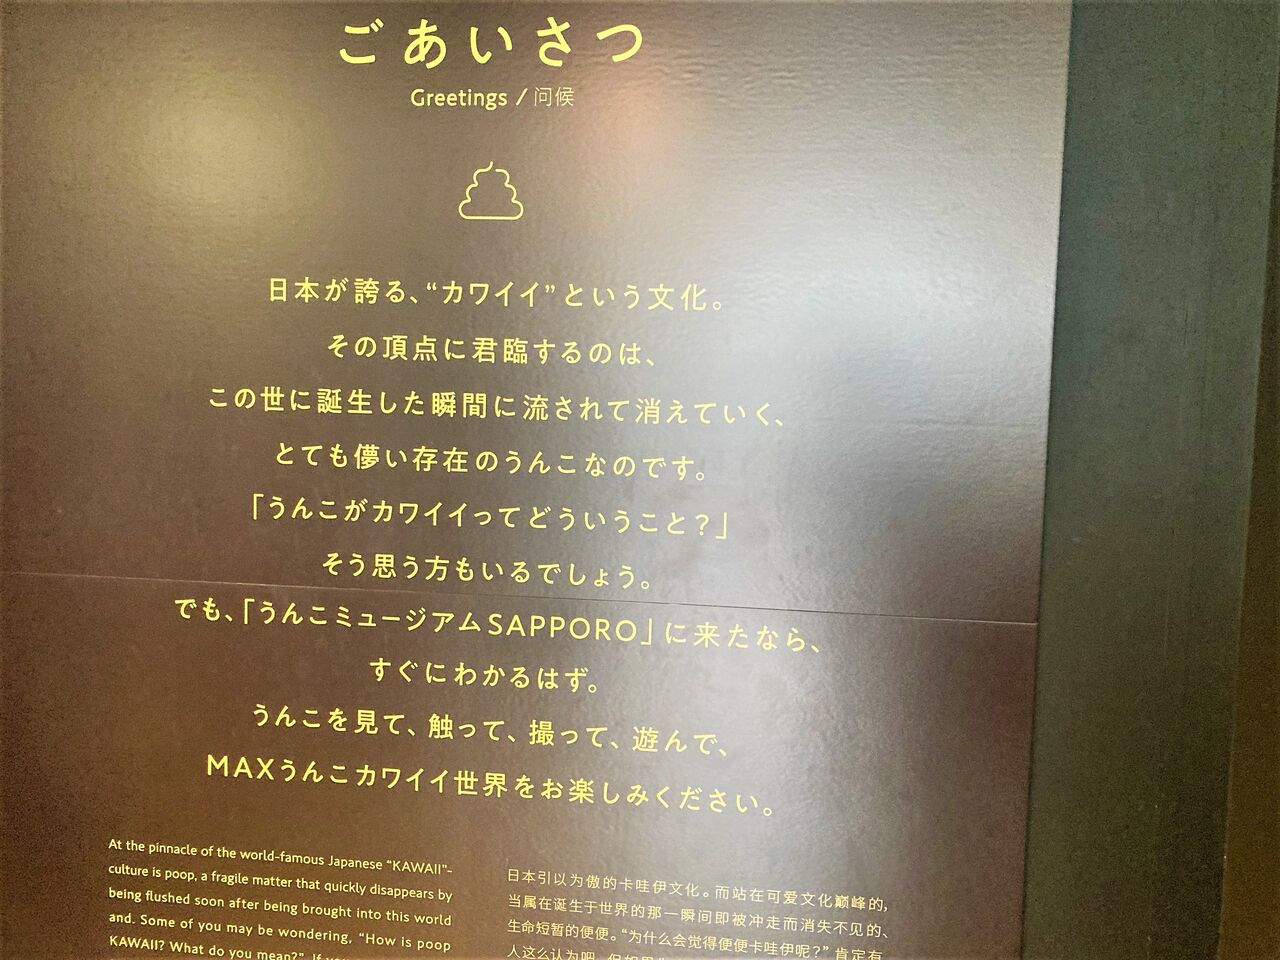 ごあいさつ
Greetings / 问候
日本が誇る、“カワイイ”という文化。
その頂点に君臨するのは、
この世に誕生した瞬間に流されて消えていく、
とても儚い存在のうんこなのです。
「うんこがカワイイってどういうこと?」
そう思う方もいるでしょう。
でも、「うんこミュージアムSAPPORO」に来たなら、
すぐにわかるはず。
うんこを見て、触って、撮って、遊んで、
MAXうんこカワイイ世界をお楽しみください。
At the pinnacle of the world-famous Japanese “KAWAII”-
culture is poop, a fragile matter that quickly disappears by
being flushed soon after being brought into this world
and. Some of you may be wondering, “How is poop
KAWAII? What do you mean?”. If
日本引以为傲的卡哇伊文化。而站在可爱文化巅峰的,
当属在诞生于世界的那一瞬间即被冲走而消失不见的、
生命短暂的便便。“为什么会觉得便便卡哇伊呢?”肯定有
人这么认为吧。但如果